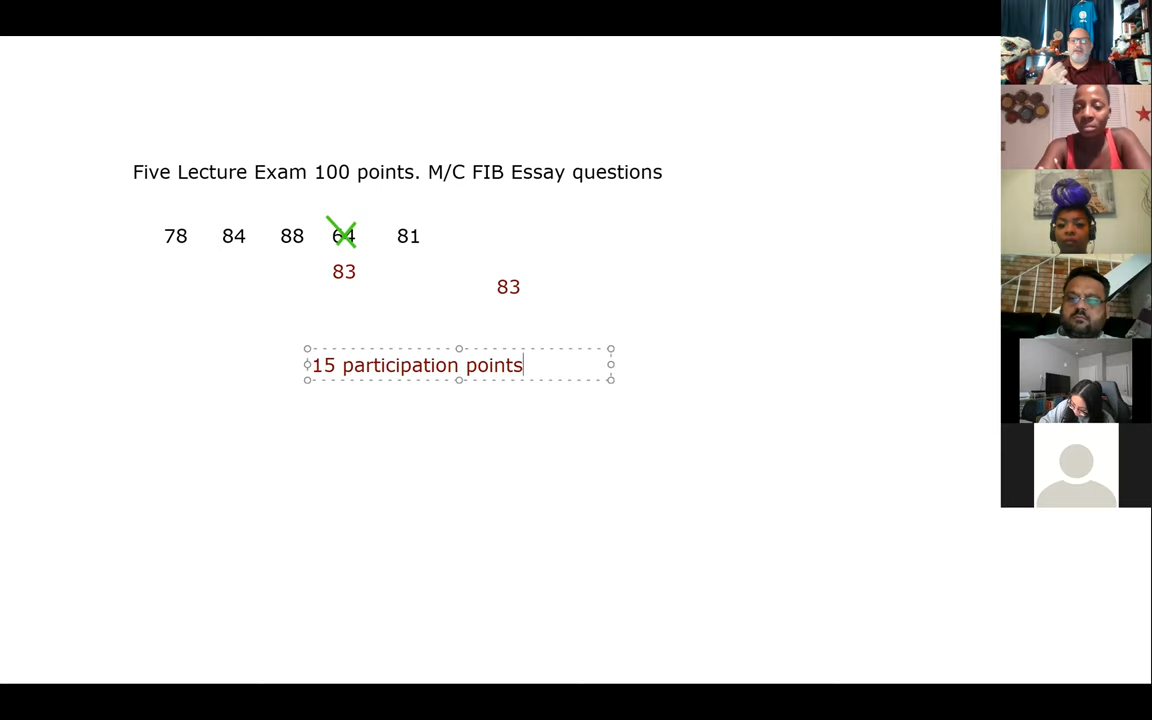 Five Lecture Exam 100 points. M/C FIB Essay questions
78 84 88 64 81
83
83
15 participation points